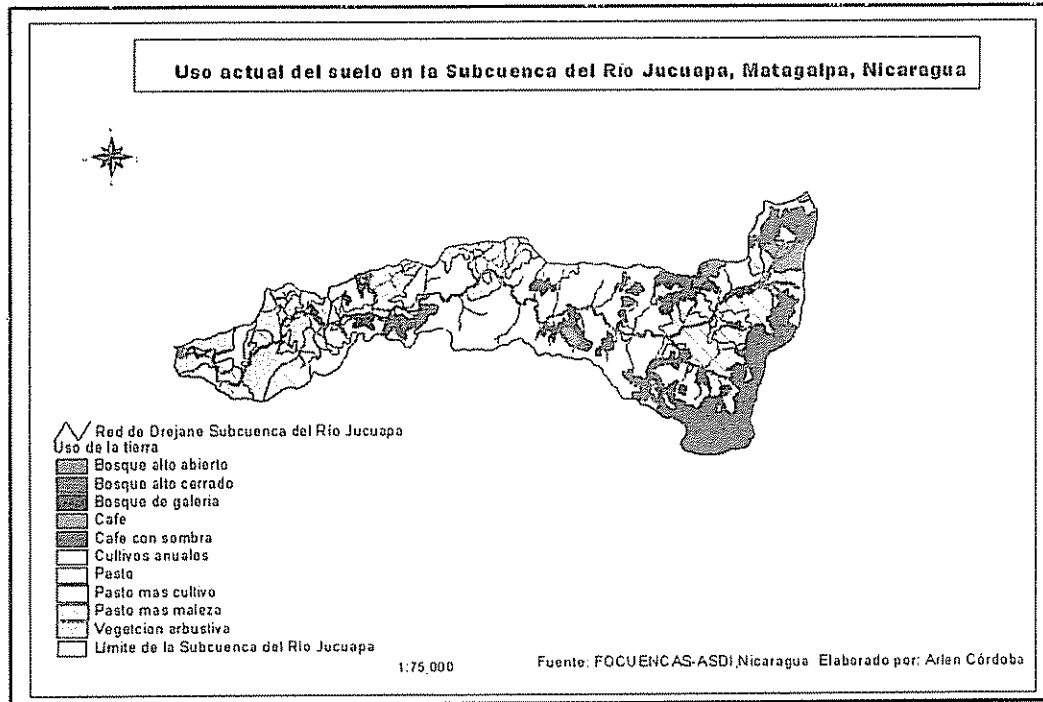 Uso actual del suelo en la Subcuenca del Río Jucuapa, Matagalpa, Nicaragua
Red de Drejane Subcuenca del Río Jucuapa
Uso de la tierra
Bosque alto abierto
Bosque alto cerrado
Bosque de galeria
Cafe
Cafe con sombra
Cultivos anuales
Pasto
Pasto mas cultivo
Pasto mas maleza
Vegetcion arbustiva
Límite de la Subcuenca del Río Jucuapa
1:75,000
Fuente: FOCUENCAS-ASDI,Nicaragua Elaborado por: Arlen Córdoba